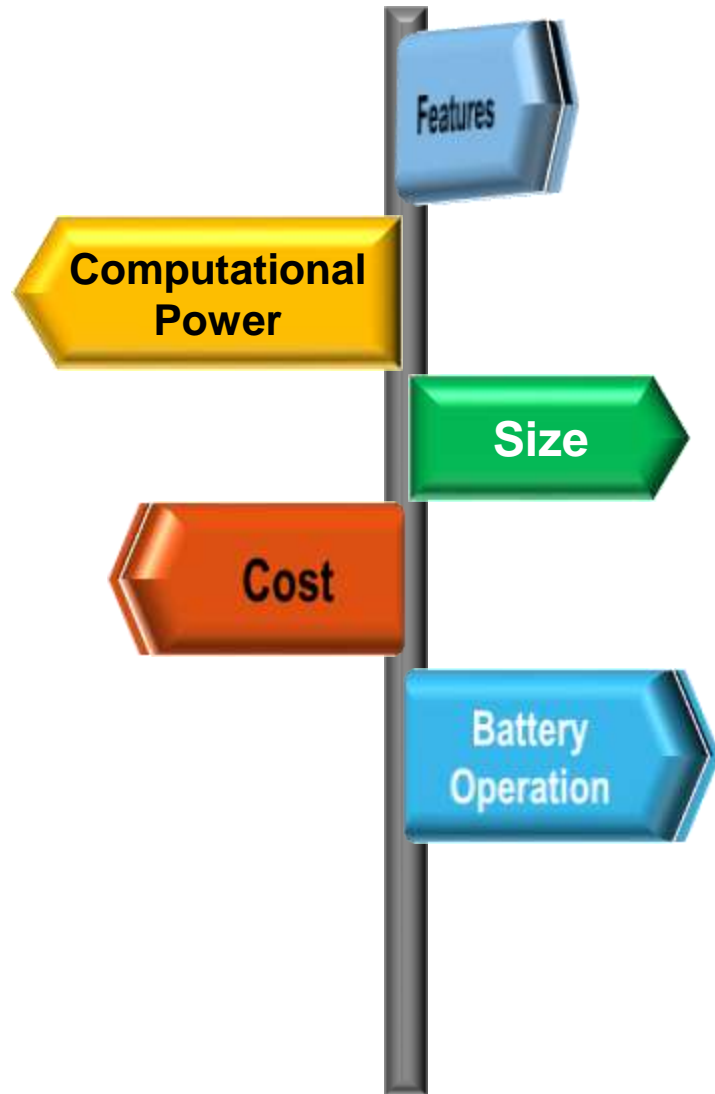 Features
Computational
Power
Size
Cost
Battery
Operation